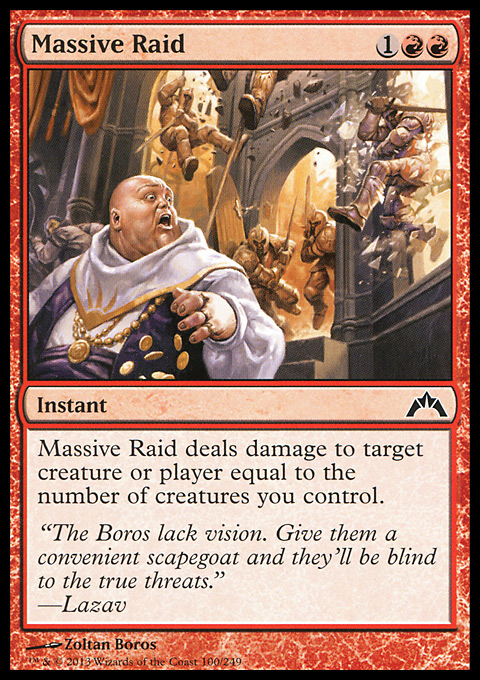 Massive Raid 1
Instant
Massive Raid deals damage to target
creature or player equal to the
number of creatures you control.
“The Boros lack vision. Give them a
convenient scapegoat and they’ll be blind
to the true threats.”
—Lazav
Zoltan Boros
™ & © 2013 Wizards of the Coast 100/249